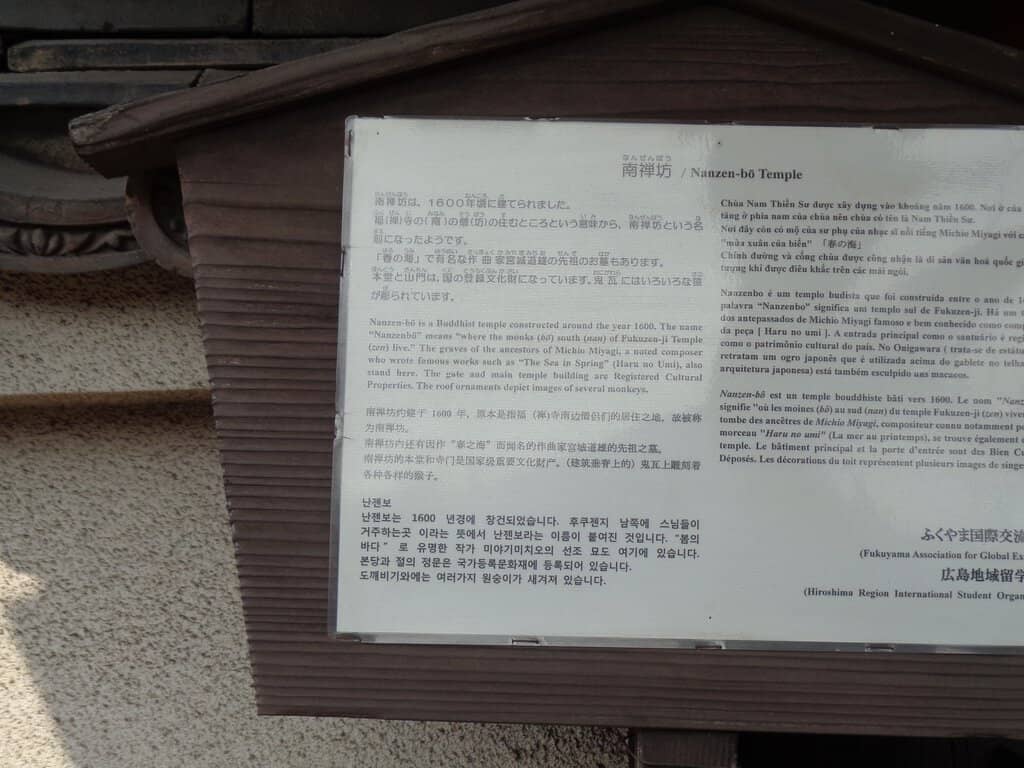 南禅坊 / Nanzen-bō Temple
南禅坊は、1600年頃に建てられました。
福(禅)寺の(南)の僧(坊)の住むところという意味から、南禅坊という名
前になったようです。
「春の海」で有名な作曲家宮城道雄の先祖のお墓もあります。
本堂と山門は、国の登録文化財になっています。鬼瓦にはいろいろな猿
が彫られています。
Nanzen-bō is a Buddhist temple constructed around the year 1600. The name
"Nanzenbō" means "where the monks (bō) south (nan) of Fukuzen-ji Temple
(zen) live." The graves of the ancestors of Michio Miyagi, a noted composer
who wrote famous works such as "The Sea in Spring" (Haru no Umi), also
stand here. The gate and main temple building are Registered Cultural
Properties. The roof ornaments depict images of several monkeys.
南禅坊约建于 1600 年，原本是指福（禅)寺南边僧侣们的居住之地，故被称
为南禅坊。
南禅坊内还有因作“春之海”而闻名的作曲家宫城道雄的先祖之墓。
南禅坊的本堂和寺门是国家级重要文化财产。（建筑垂脊上的）鬼瓦上雕刻着
各种各样的猴子。
난젠보
난젠보는 1600 년경에 창건되었습니다. 후쿠젠지 남쪽에 스님들이
거주하는곳 이라는 뜻에서 난젠보라는 이름이 붙여진 것입니다. "봄의
바다" 로 유명한 작가 미야기미치오의 선조 묘도 여기에 있습니다.
본당과 절의 정문은 국가등록문화재에 등록되어 있습니다.
도깨비기와에는 여러가지 원숭이가 새겨져 있습니다.
Chùa Nam Thiền Sư được xây dựng vào khoảng năm 1600. Nơi ở của
tăng ở phía nam của chùa nên chùa có tên là Nam Thiền Sư.
Nơi đây còn có mộ của sư phụ của nhạc sĩ nổi tiếng Michio Miyagi với
"mùa xuân của biển" 「春の海」
Chính đường và cổng chùa được công nhận là di sản văn hoá quốc
tượng khỉ được điêu khắc trên các mái ngói.
Nanzenbo é um templo budista que foi construida entre o ano de
palavra "Nanzenbo" significa um templo sul de Fukuzen-ji. Há um
dos antepassados de Michio Miyagi famoso e bem conhecido como
da peça [ Haru no umi ]. A entrada principal como o santuário é
como o patrimônio cultural do país. No Onigawara ( trata-se de
retratam um ogro japonês que é utilizada acima do gablete no
arquitetura japonesa) está também esculpido uns macacos.
Nanzen-bō est un temple bouddhiste bâti vers 1600. Le nom
signifie "où les moines (bō) au sud (nan) du temple Fukuzen-ji (zen)
tombe des ancêtres de Michio Miyagi, compositeur connu notamment
morceau "Haru no umi" (La mer au printemps), se trouve également
temple. Le bâtiment principal et la porte d'entrée sont des Bien
Déposés. Les décorations du toit représentent plusieurs images de
ふくやま国際交流
(Fukuyama Association for Global
広島地域留学
(Hiroshima Region International Student